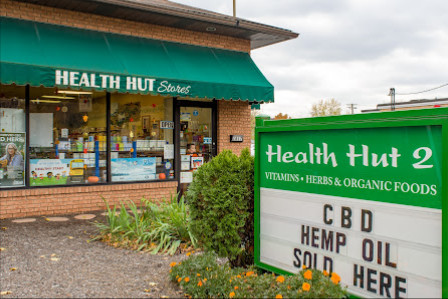 HEALTH HUT Stores
Health Hut 2
VITAMINS • HERBS & ORGANIC FOODS
CBD
HEMP OIL
SOLD HERE